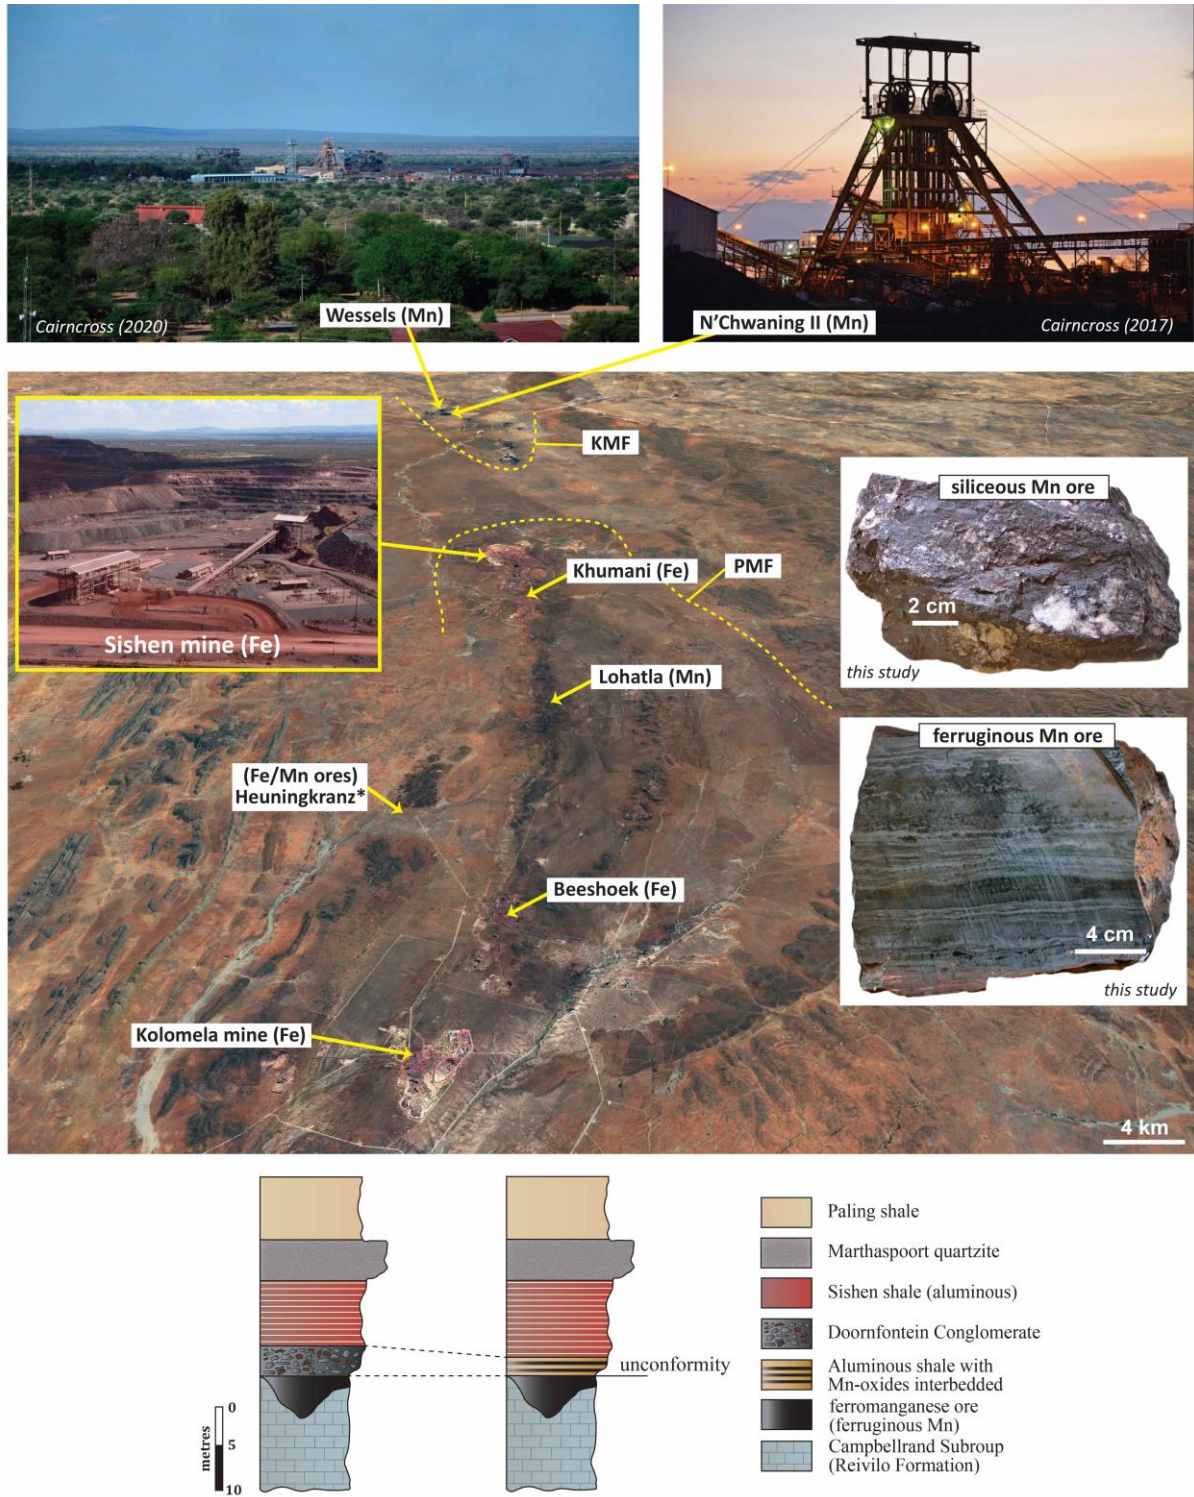 Cairncross (2020)
Wessels (Mn)
N'Chwaning II (Mn)
Cairncross (2017)
KMF
Sishen mine (Fe)
Khumani (Fe)
PMF
siliceous Mn ore
2 cm
this study
Lohatla (Mn)
ferruginous Mn ore
4 cm
this study
(Fe/Mn ores)
Heuningkranz*
Beeshoek (Fe)
Kolomela mine (Fe)
4 km
unconformity
0
5
10
metres
Paling shale
Marthaspoort quartzite
Sishen shale (aluminous)
Doornfontein Conglomerate
Aluminous shale with
Mn-oxides interbedded
ferromanganese ore
(ferruginous Mn)
Campbellrand Subroup
(Reivilo Formation)